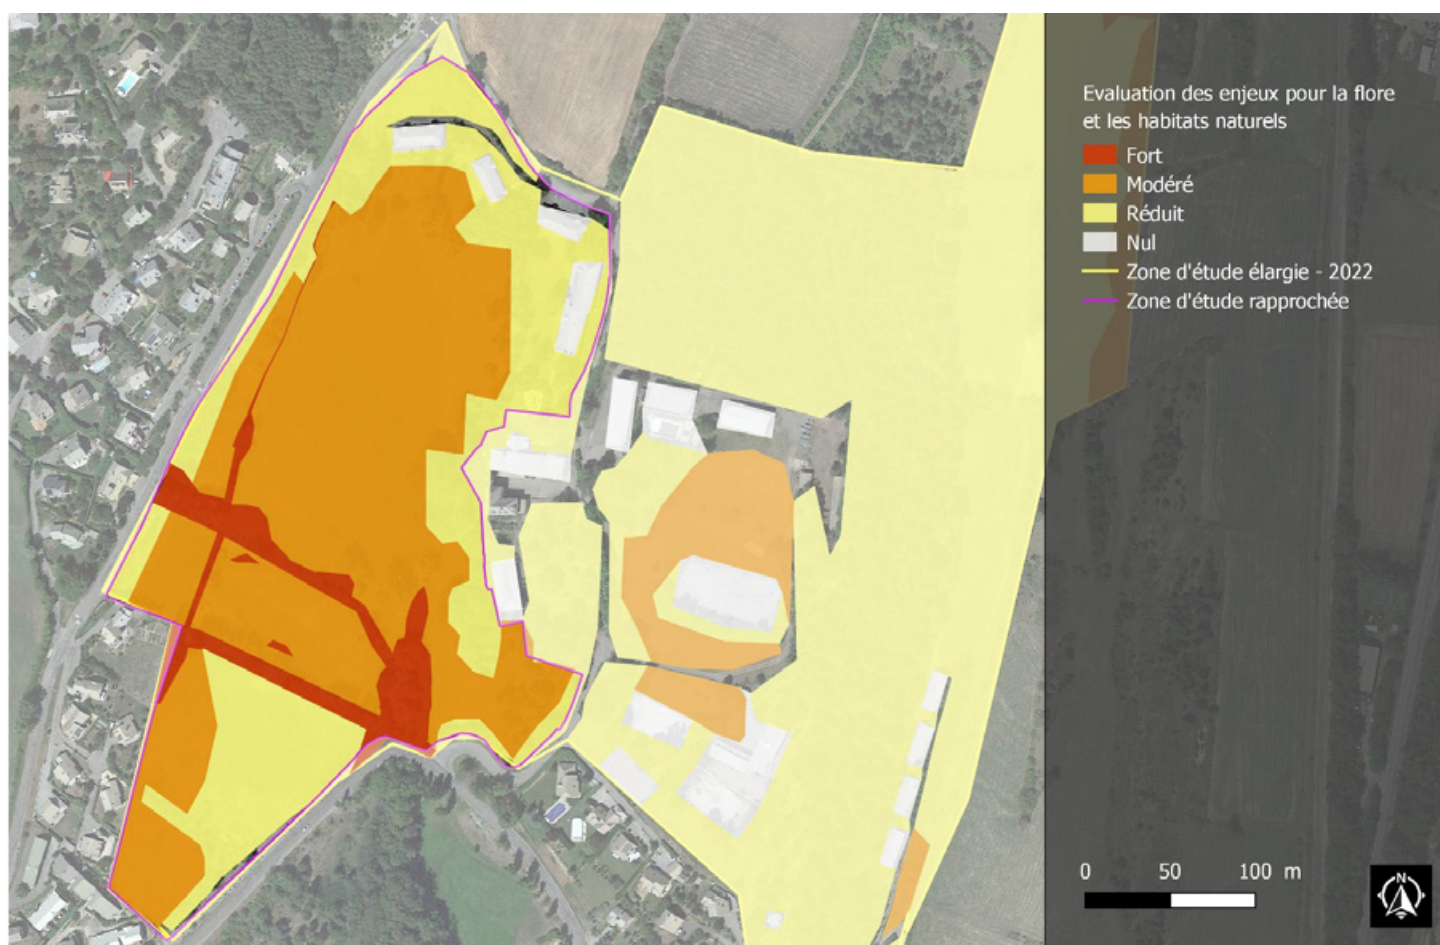 Evaluation des enjeux pour la flore
et les habitats naturels
Fort
Modéré
Réduit
Nul
Zone d'étude élargie - 2022
Zone d'étude rapprochée
0 50 100 m
N